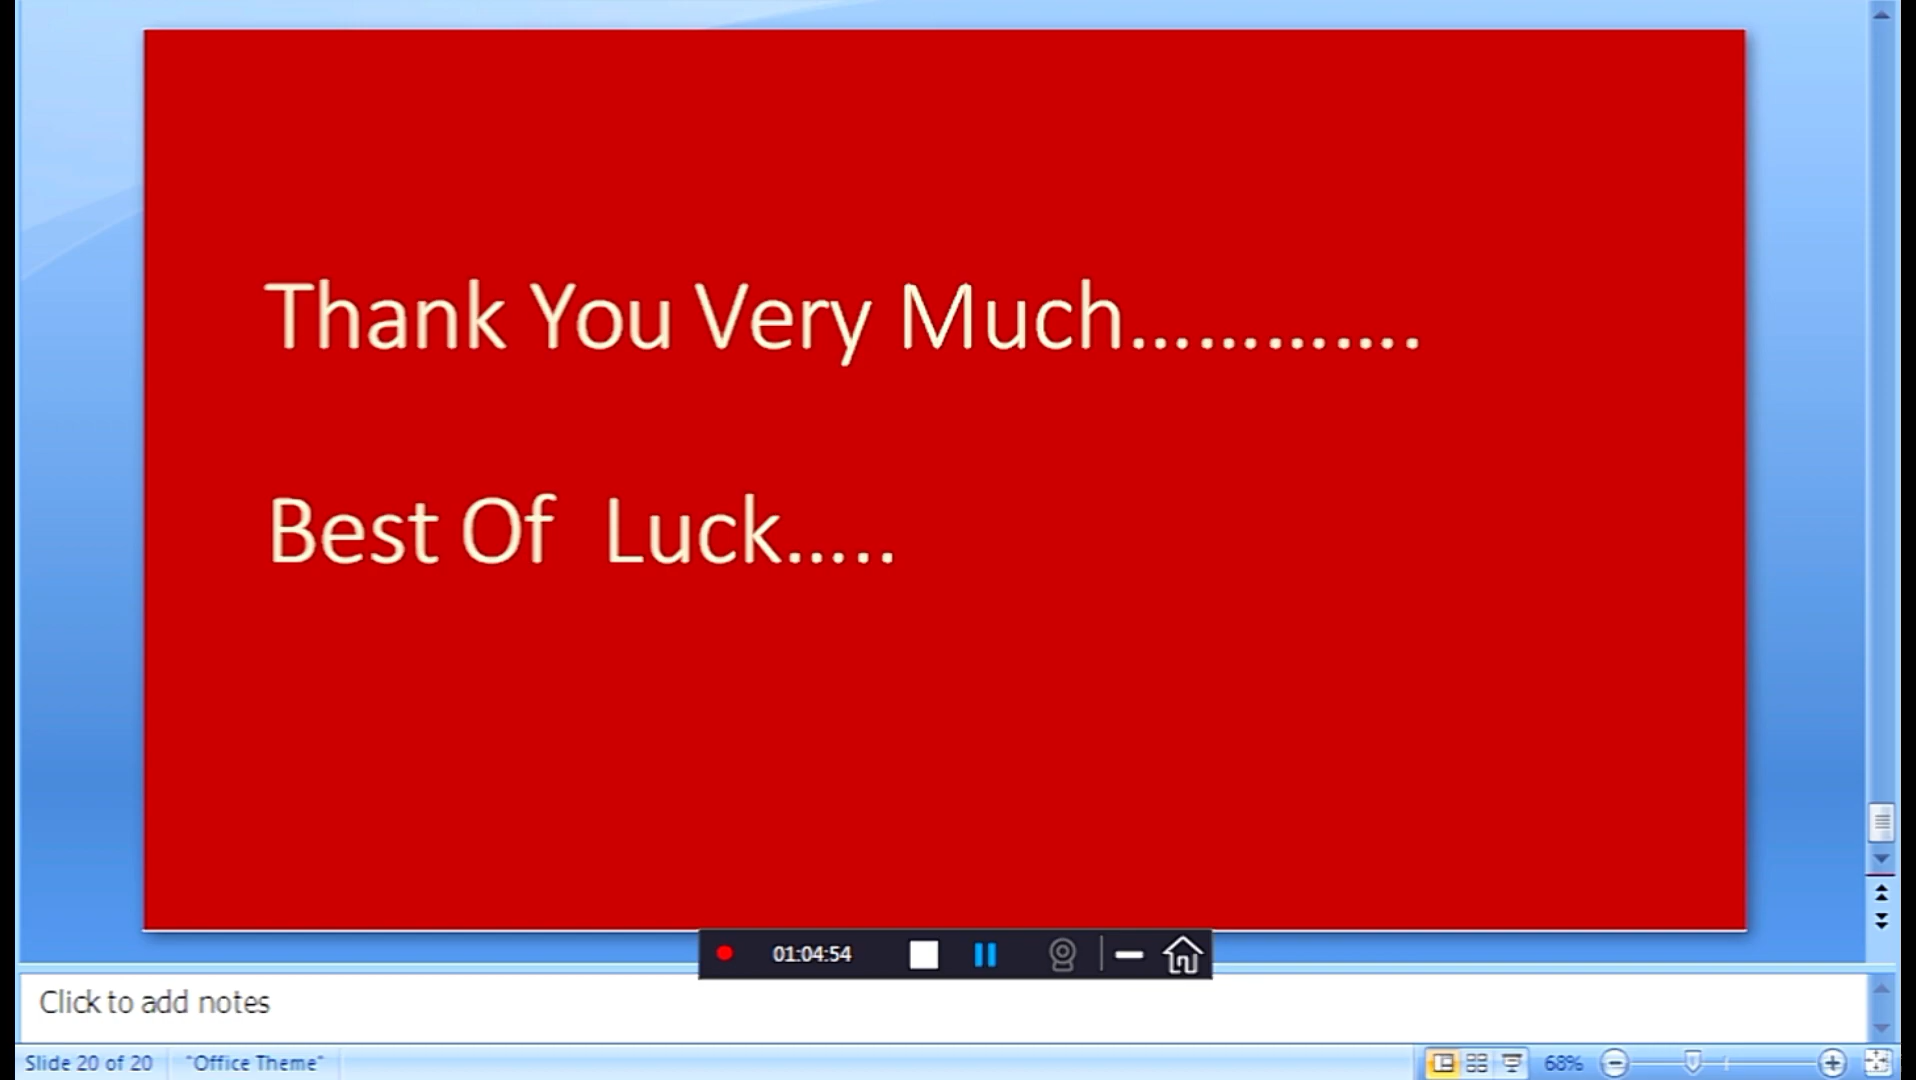 Thank You Very Much.............
Best Of  Luck.....
01:04:54
Click to add notes
Slide 20 of 20 "Office Theme" 68%